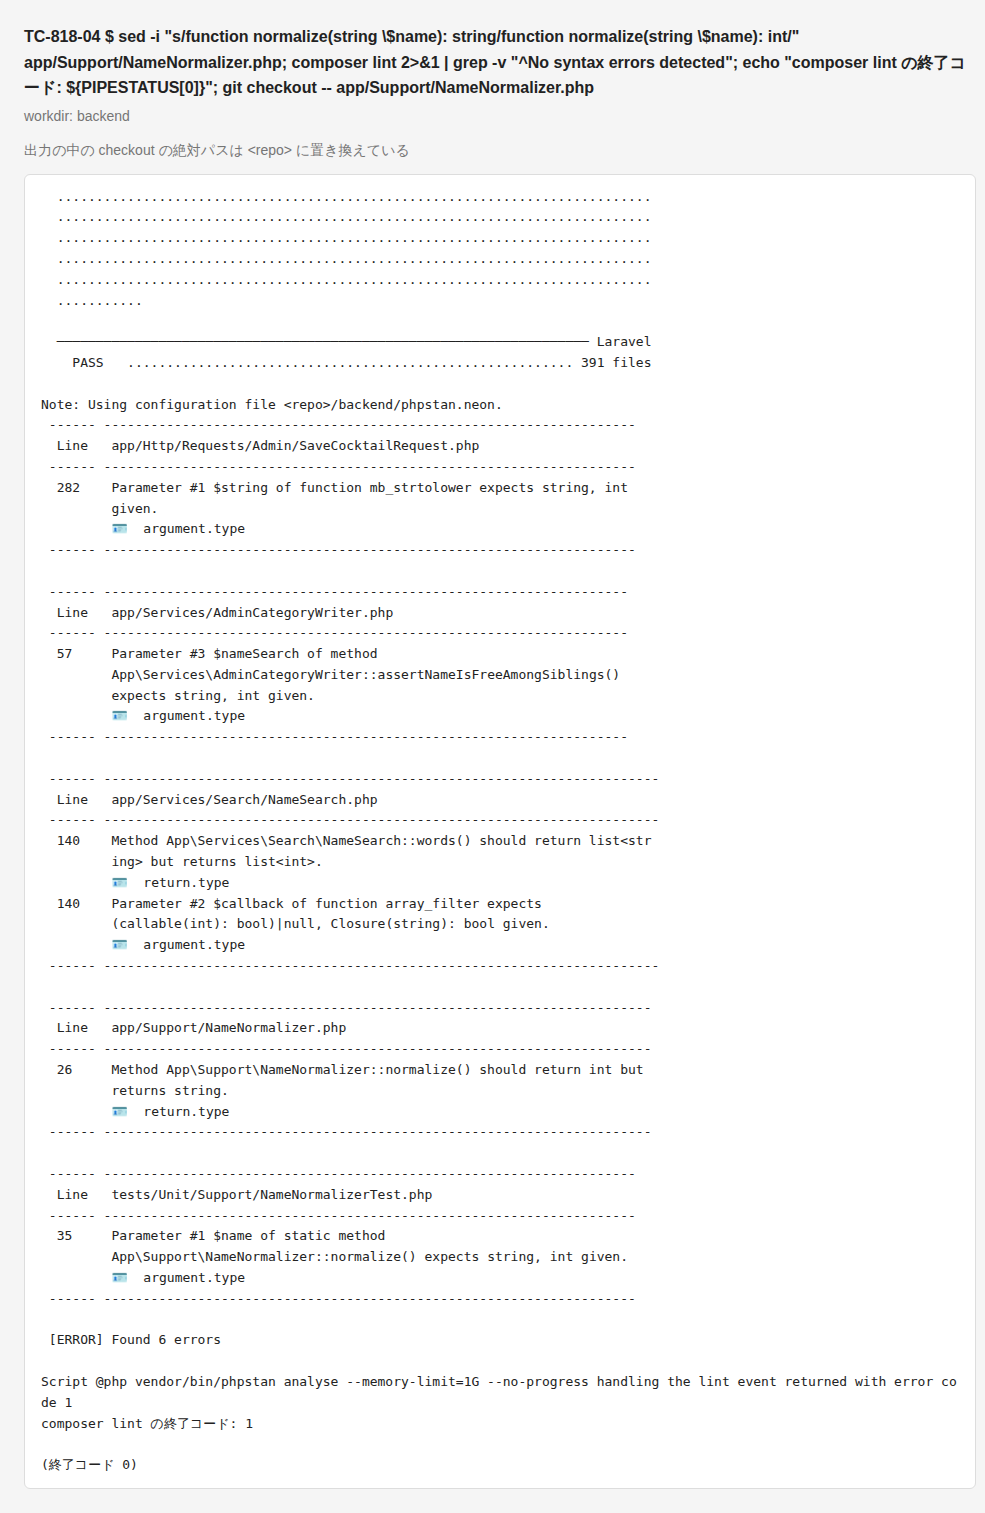 TC-818-04 $ sed -i "s/function normalize(string \$name): string/function normalize(string \$name): int/"
app/Support/NameNormalizer.php; composer lint 2>&1 | grep -v "^No syntax errors detected"; echo "composer lint の終了コ
ード: ${PIPESTATUS[0]}"; git checkout -- app/Support/NameNormalizer.php
workdir: backend
出力の中の checkout の絶対パスは <repo> に置き換えている
............................................................................
............................................................................
............................................................................
............................................................................
............................................................................
...........
──────────────────────────────────────────────────────────────────── Laravel
PASS ......................................................... 391 files
Note: Using configuration file <repo>/backend/phpstan.neon.
------ --------------------------------------------------------------------
Line app/Http/Requests/Admin/SaveCocktailRequest.php
------ --------------------------------------------------------------------
282 Parameter #1 $string of function mb_strtolower expects string, int
given.
🪪 argument.type
------ --------------------------------------------------------------------
------ -------------------------------------------------------------------
Line app/Services/AdminCategoryWriter.php
------ -------------------------------------------------------------------
57 Parameter #3 $nameSearch of method
App\Services\AdminCategoryWriter::assertNameIsFreeAmongSiblings()
expects string, int given.
🪪 argument.type
------ -------------------------------------------------------------------
------ -----------------------------------------------------------------------
Line app/Services/Search/NameSearch.php
------ -----------------------------------------------------------------------
140 Method App\Services\Search\NameSearch::words() should return list<str
ing> but returns list<int>.
🪪 return.type
140 Parameter #2 $callback of function array_filter expects
(callable(int): bool)|null, Closure(string): bool given.
🪪 argument.type
------ -----------------------------------------------------------------------
------ ----------------------------------------------------------------------
Line app/Support/NameNormalizer.php
------ ----------------------------------------------------------------------
26 Method App\Support\NameNormalizer::normalize() should return int but
returns string.
🪪 return.type
------ ----------------------------------------------------------------------
------ --------------------------------------------------------------------
Line tests/Unit/Support/NameNormalizerTest.php
------ --------------------------------------------------------------------
35 Parameter #1 $name of static method
App\Support\NameNormalizer::normalize() expects string, int given.
🪪 argument.type
------ --------------------------------------------------------------------
[ERROR] Found 6 errors
Script @php vendor/bin/phpstan analyse --memory-limit=1G --no-progress handling the lint event returned with error co
de 1
composer lint の終了コード: 1
(終了コード 0)